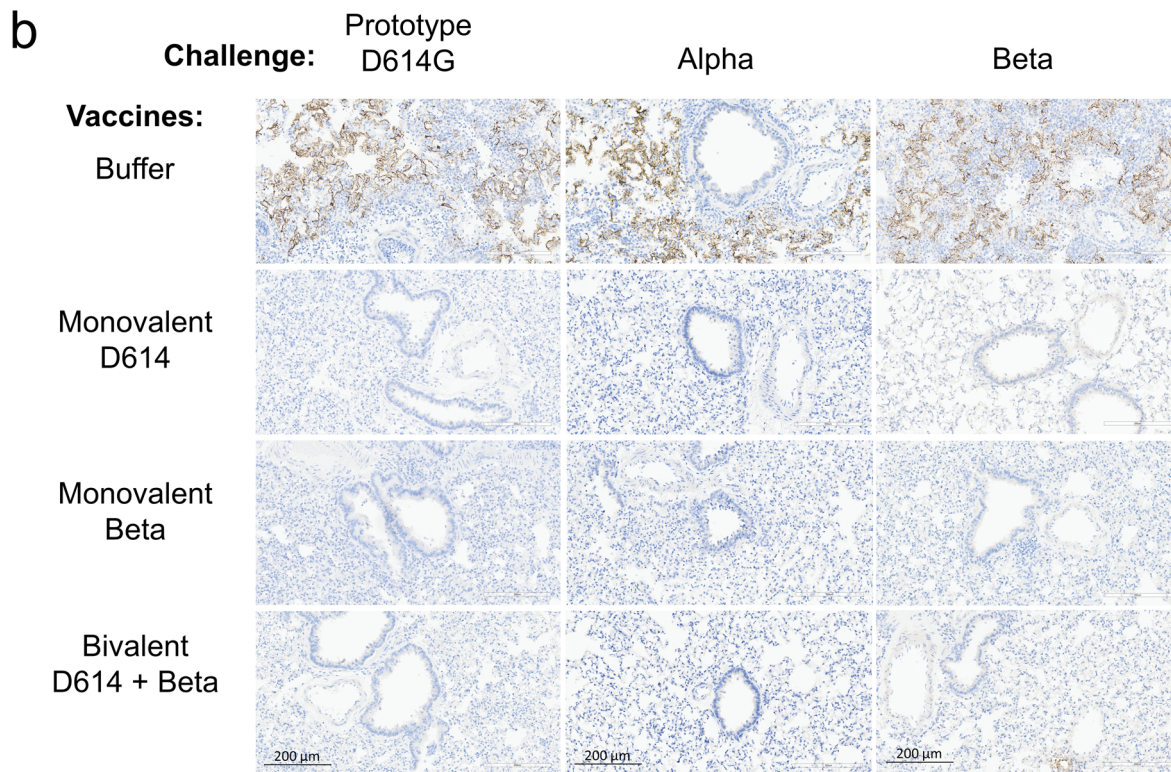 b
Challenge:
Prototype
D614G
Alpha
Beta
Vaccines:
Buffer
Monovalent
D614
Monovalent
Beta
Bivalent
D614 + Beta
200 μm
200 μm
200 μm